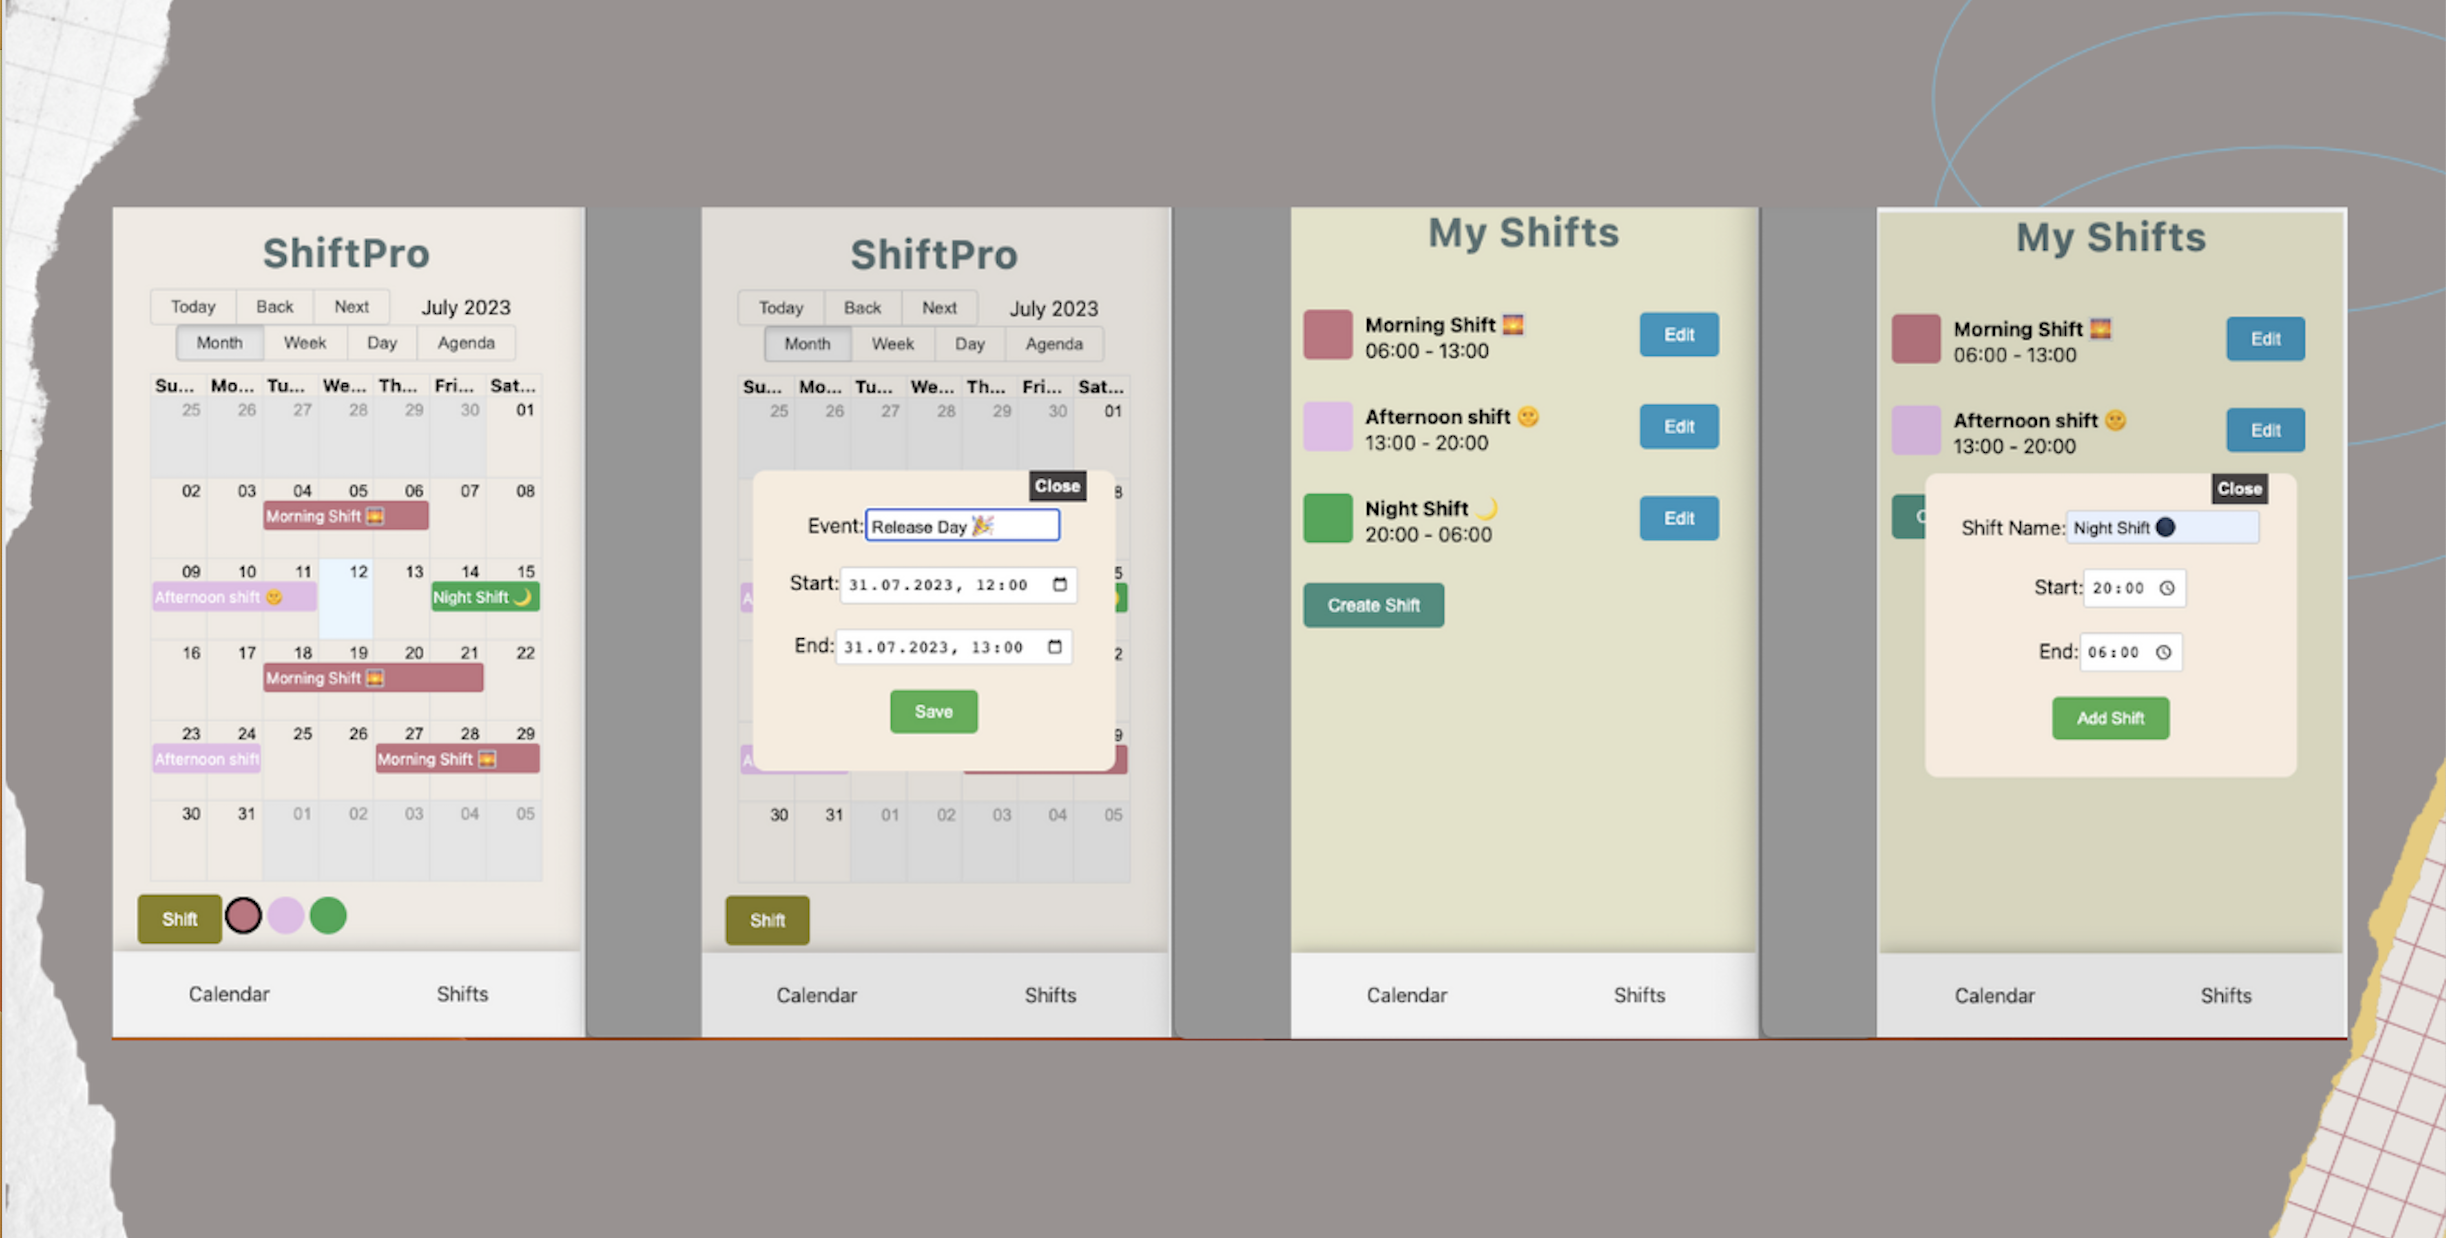 ShiftPro
Today Back Next July 2023
Month Week Day Agenda
Su... Mo... Tu... We... Th... Fri... Sat...
25 26 27 28 29 30 01
02 03 04 05 06 07 08
Morning Shift 🌅
09 10 11 12 13 14 15
Afternoon shift 🌞 Night Shift 🌙
16 17 18 19 20 21 22
Morning Shift 🌅
23 24 25 26 27 28 29
Afternoon shift Morning Shift 🌅
30 31 01 02 03 04 05
Shift
Calendar Shifts
ShiftPro
Today Back Next July 2023
Month Week Day Agenda
Su... Mo... Tu... We... Th... Fri... Sat...
25 26 27 28 29 30 01
8
Close
Event: Release Day 🎉
5
Start: 31.07.2023, 12:00
A
End: 31.07.2023, 13:00
2
Save
9
A
30 31 01 02 03 04 05
Shift
Calendar Shifts
My Shifts
Morning Shift 🌅
06:00 - 13:00
Edit
Afternoon shift 🌞
13:00 - 20:00
Edit
Night Shift 🌙
20:00 - 06:00
Edit
Create Shift
Calendar Shifts
My Shifts
Morning Shift 🌅
06:00 - 13:00
Edit
Afternoon shift 🌞
13:00 - 20:00
Edit
Close
C
Shift Name: Night Shift 🌑
Start: 20:00
End: 06:00
Add Shift
Calendar Shifts